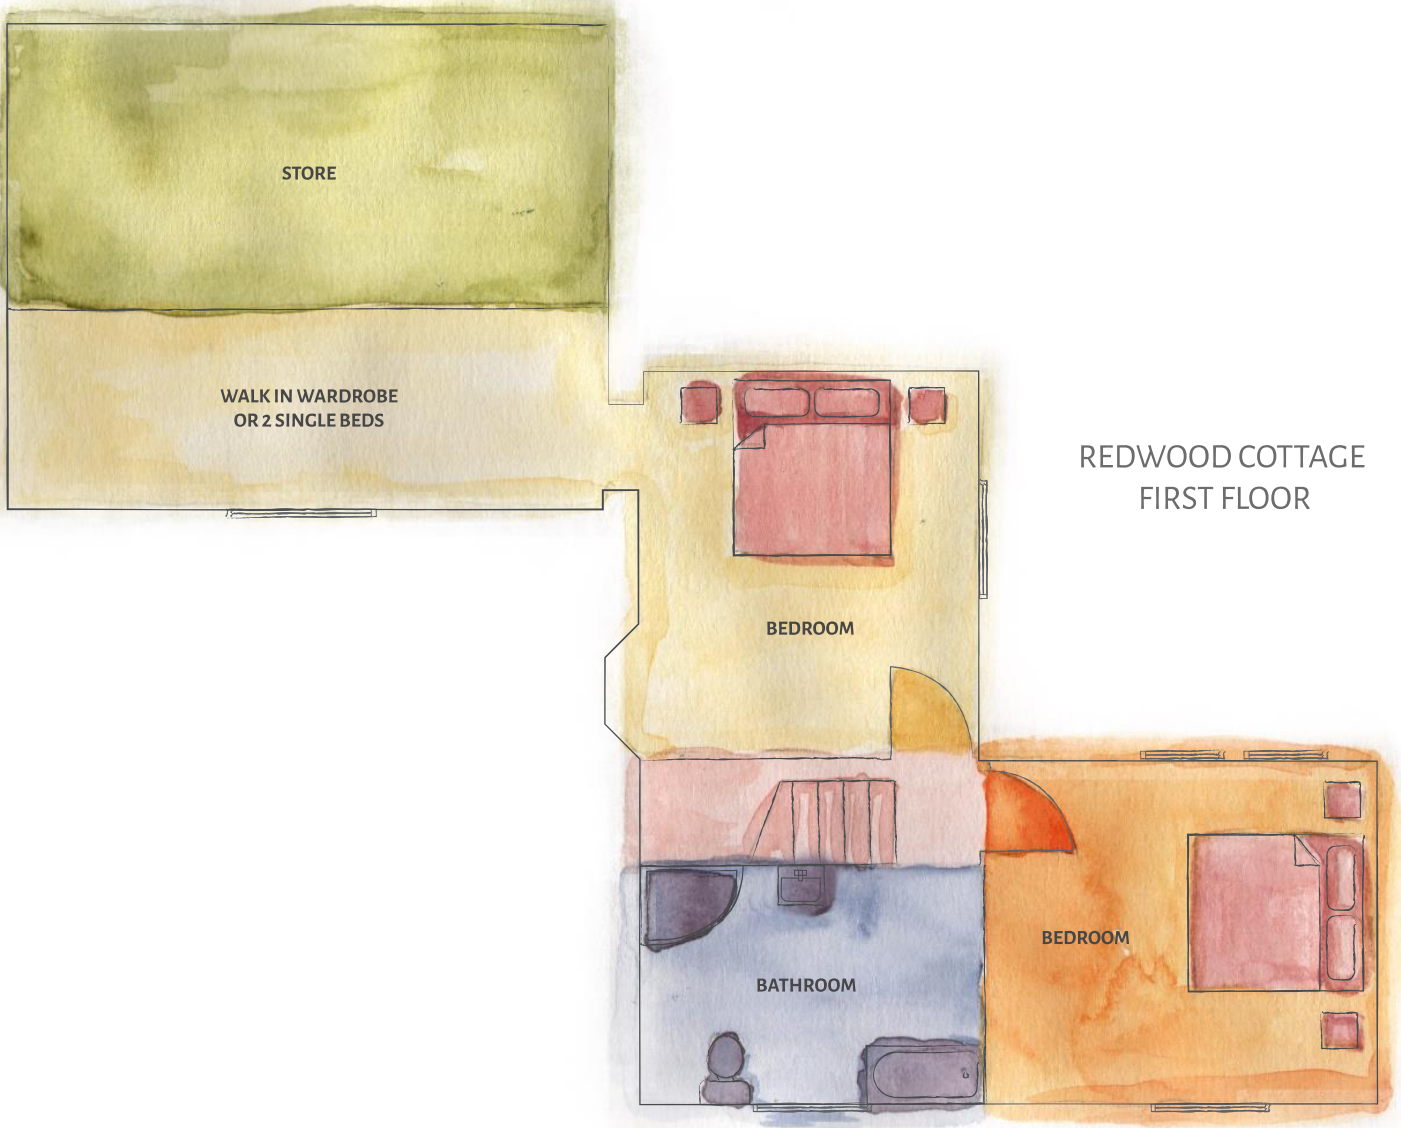 STORE
WALK IN WARDROBE
OR 2 SINGLE BEDS
REDWOOD COTTAGE
FIRST FLOOR
BEDROOM
BEDROOM
BATHROOM